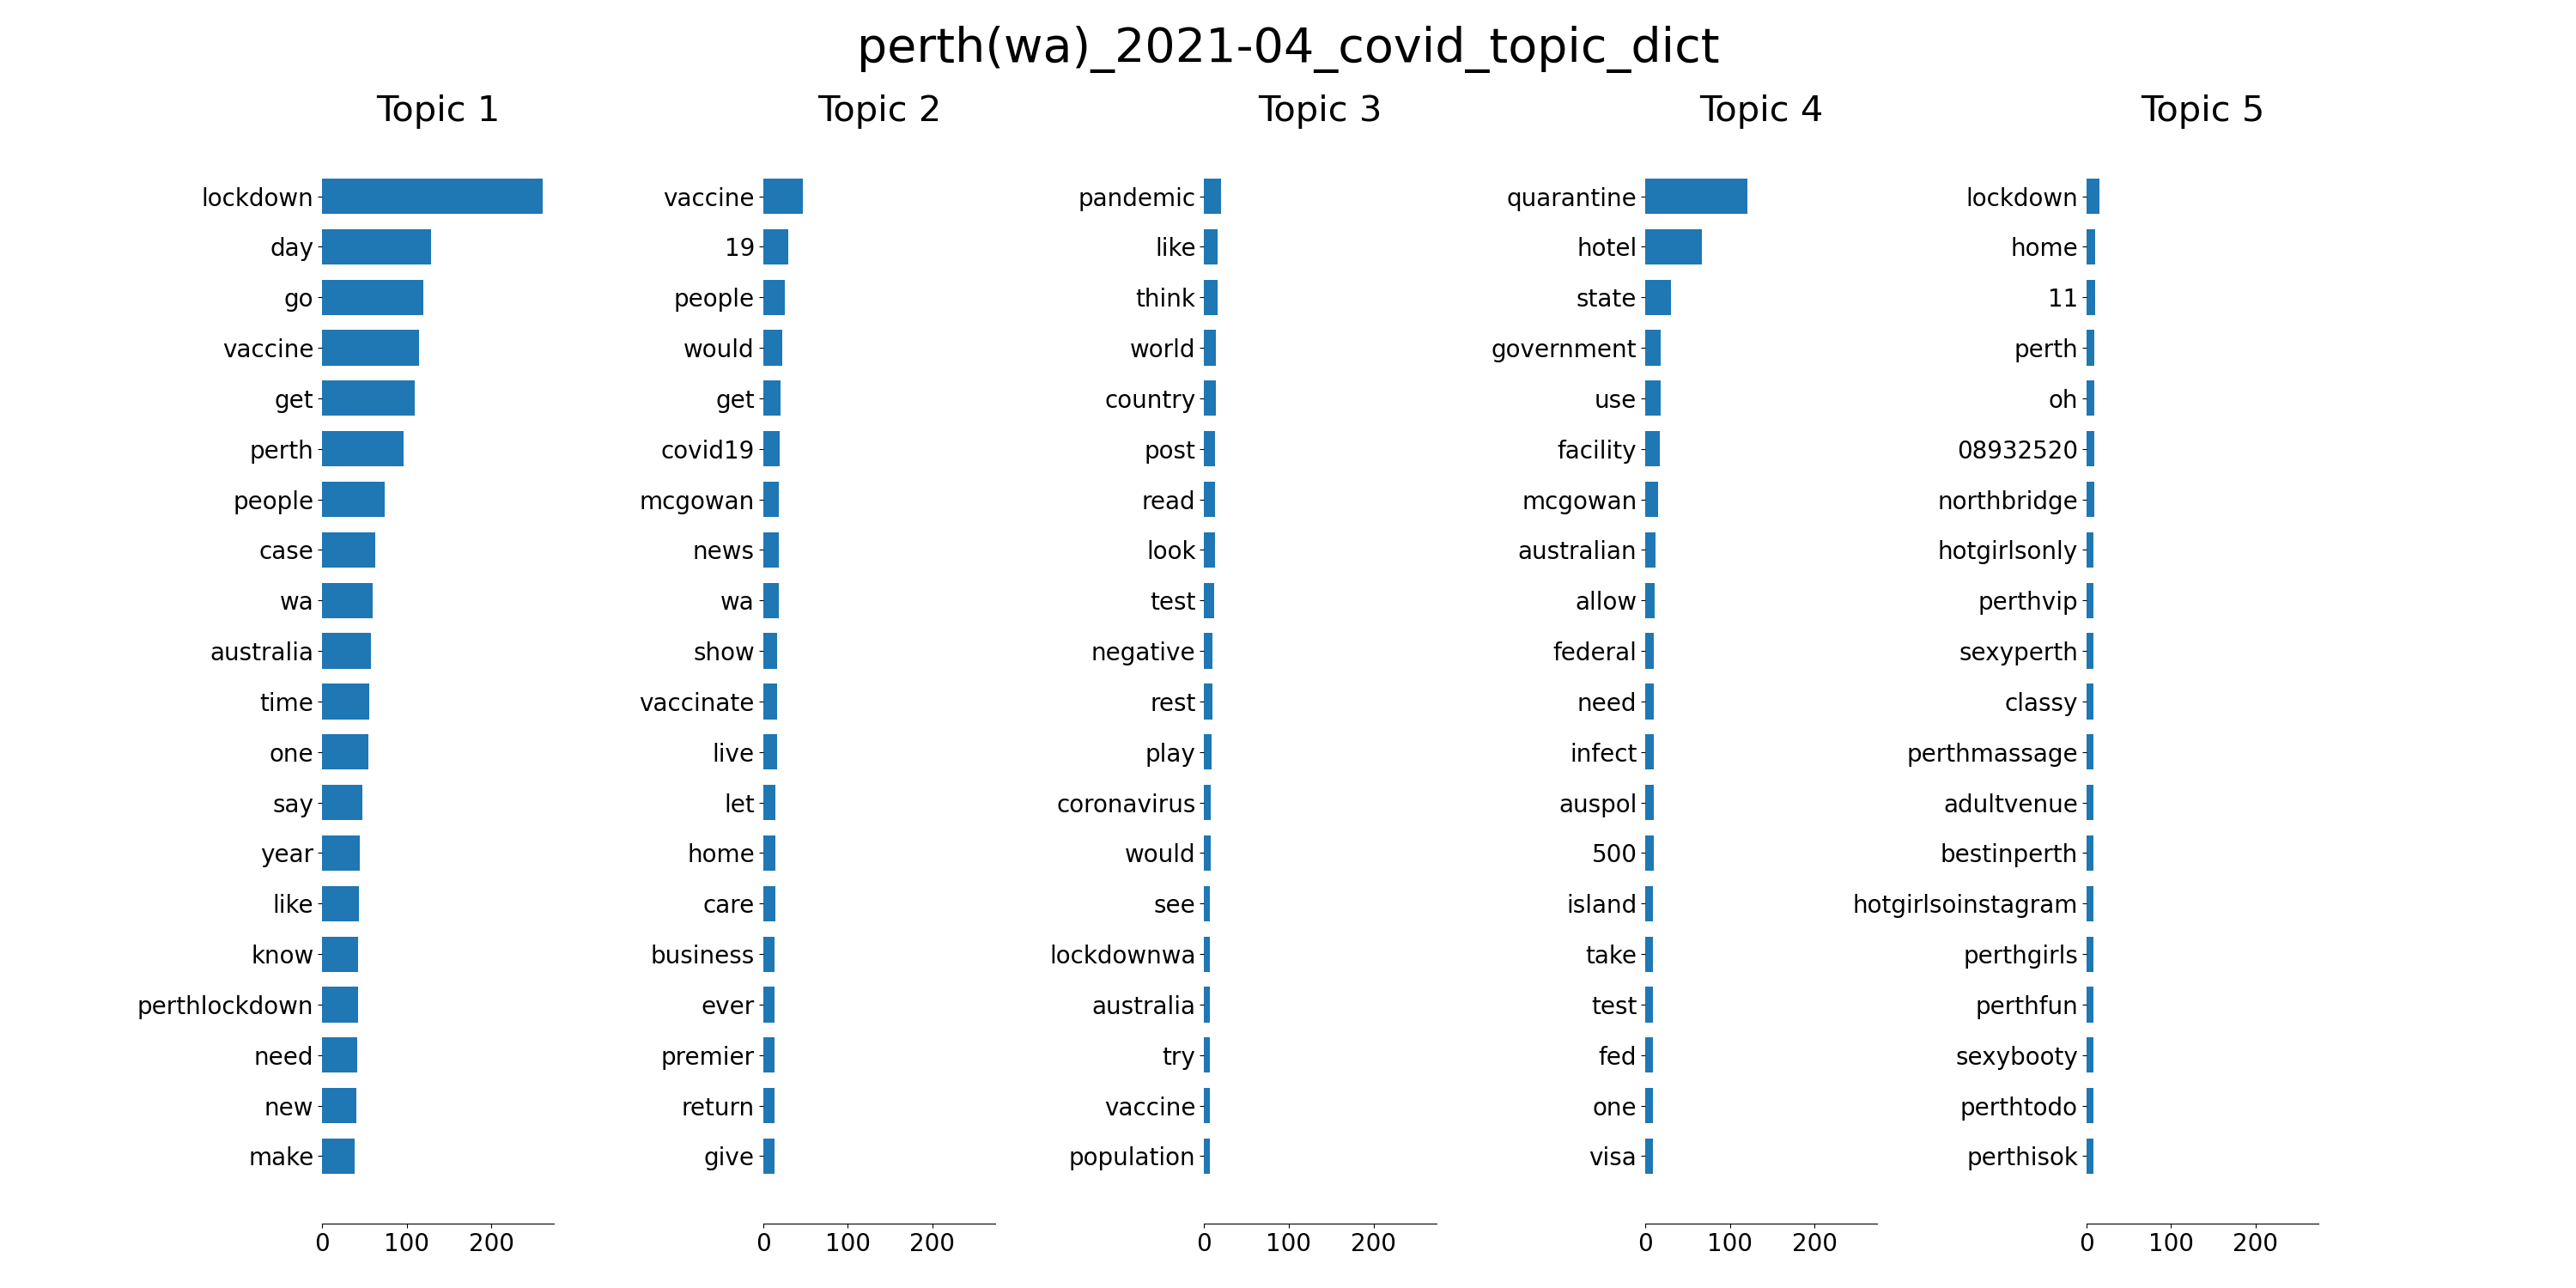 perth(wa)_2021-04_covid_topic_dict
Topic 1
lockdown
day
go
vaccine
get
perth
people
case
wa
australia
time
one
say
year
like
know
perthlockdown
need
new
make
0 100 200
Topic 2
vaccine
19
people
would
get
covid19
mcgowan
news
wa
show
vaccinate
live
let
home
care
business
ever
premier
return
give
0 100 200
Topic 3
pandemic
like
think
world
country
post
read
look
test
negative
rest
play
coronavirus
would
see
lockdownwa
australia
try
vaccine
population
0 100 200
Topic 4
quarantine
hotel
state
government
use
facility
mcgowan
australian
allow
federal
need
infect
auspol
500
island
take
test
fed
one
visa
0 100 200
Topic 5
lockdown
home
11
perth
oh
08932520
northbridge
hotgirlsonly
perthvip
sexyperth
classy
perthmassage
adultvenue
bestinperth
hotgirlsoinstagram
perthgirls
perthfun
sexybooty
perthtodo
perthisok
0 100 200